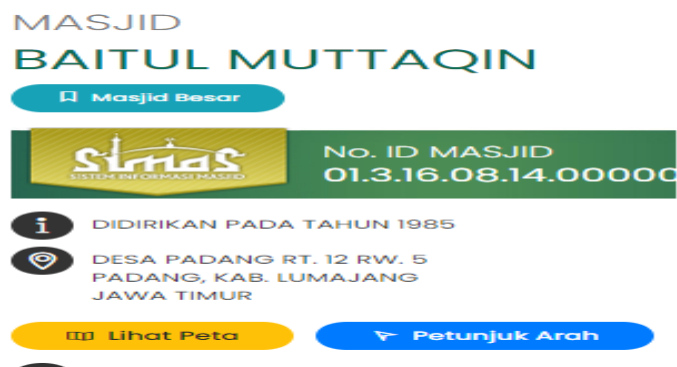 MASJID
BAITUL MUTTAQIN
Masjid Besar
simas
SISTEM INFORMASI MASJID
No. ID MASJID
01.3.16.08.14.00000
DIDIRIKAN PADA TAHUN 1985
DESA PADANG RT. 12 RW. 5
PADANG, KAB. LUMAJANG
JAWA TIMUR
Lihat Peta
Petunjuk Arah